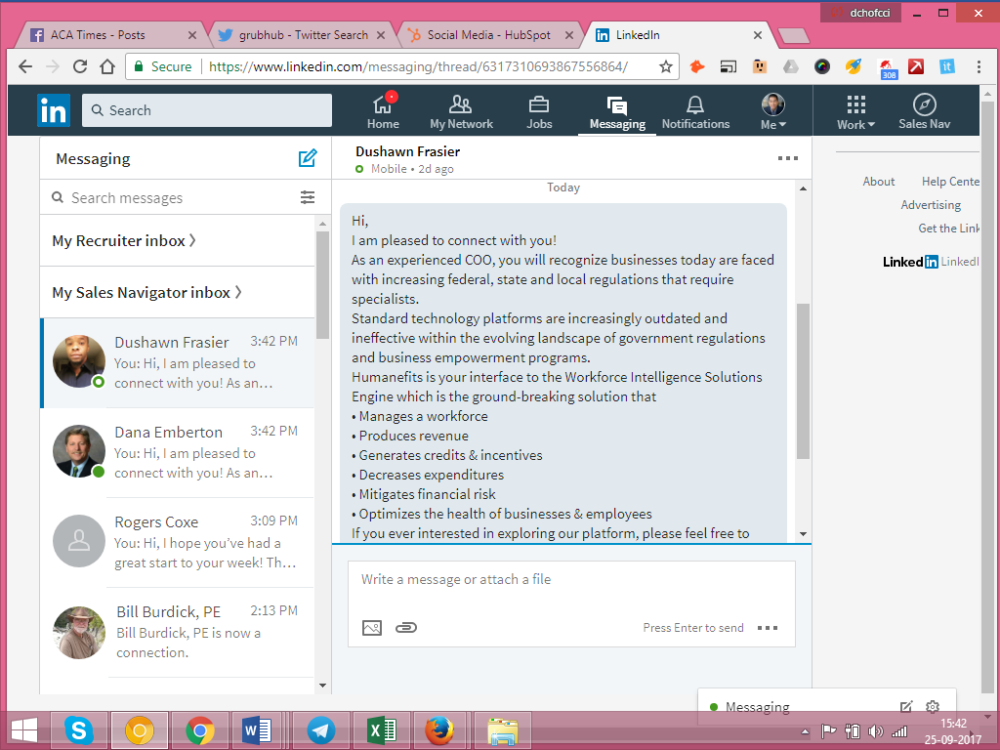 dchofcci
ACA Times - Posts
grubhub - Twitter Search
Social Media - HubSpot
LinkedIn
Secure
https://www.linkedin.com/messaging/thread/6317310693867556864/
308
it
in
Search
Home
My Network
Jobs
Messaging
Notifications
Me
Work
Sales Nav
Messaging
Search messages
My Recruiter inbox
My Sales Navigator inbox
Dushawn Frasier 3:42 PM
You: Hi, I am pleased to
connect with you! As an…
Dana Emberton 3:42 PM
You: Hi, I am pleased to
connect with you! As an…
Rogers Coxe 3:09 PM
You: Hi, I hope you've had a
great start to your week! Th…
Bill Burdick, PE 2:13 PM
Bill Burdick, PE is now a
connection.
Dushawn Frasier
Mobile • 2d ago
Today
Hi,
I am pleased to connect with you!
As an experienced COO, you will recognize businesses today are faced
with increasing federal, state and local regulations that require
specialists.
Standard technology platforms are increasingly outdated and
ineffective within the evolving landscape of government regulations
and business empowerment programs.
Humanefits is your interface to the Workforce Intelligence Solutions
Engine which is the ground-breaking solution that
• Manages a workforce
• Produces revenue
• Generates credits & incentives
• Decreases expenditures
• Mitigates financial risk
• Optimizes the health of businesses & employees
If you ever interested in exploring our platform, please feel free to
Write a message or attach a file
Press Enter to send
About Help Cente
Advertising
Get the Link
Linked in LinkedI
Messaging
15:42
25-09-2017